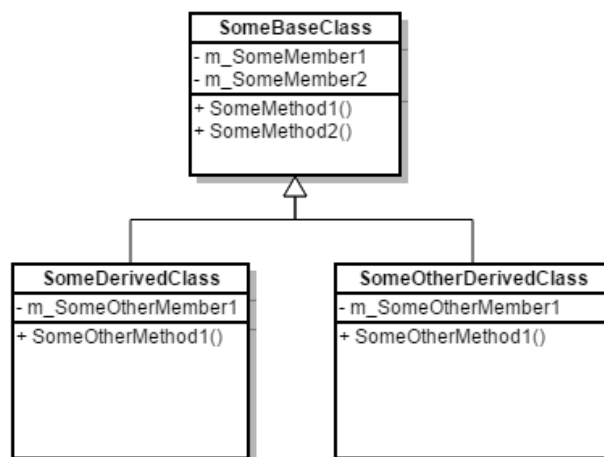 SomeBaseClass
- m_SomeMember1
- m_SomeMember2
+ SomeMethod1()
+ SomeMethod2()
SomeDerivedClass
- m_SomeOtherMember1
+ SomeOtherMethod1()
SomeOtherDerivedClass
- m_SomeOtherMember1
+ SomeOtherMethod1()